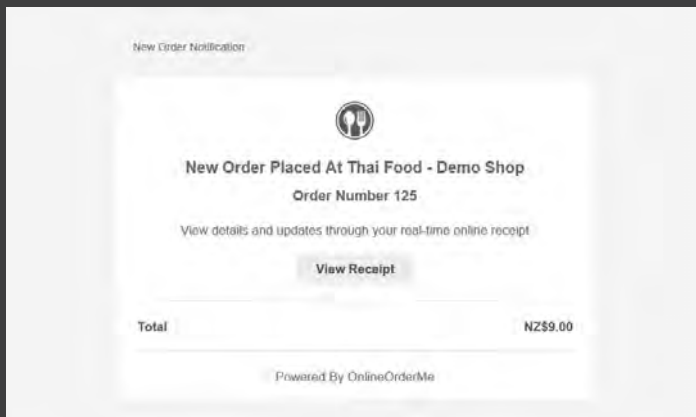 New Order Notification
New Order Placed At Thai Food - Demo Shop
Order Number 125
View details and updates through your real-time online receipt
View Receipt
Total NZ$9.00
Powered By OnlineOrderMe